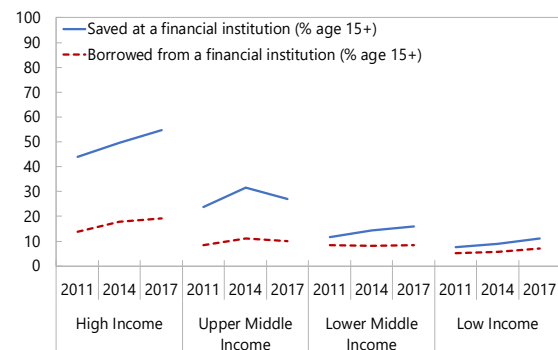 100
90
80
70
60
50
40
30
20
10
0
Saved at a financial institution (% age 15+)
Borrowed from a financial institution (% age 15+)
2011 2014 2017 2011 2014 2017 2011 2014 2017 2011 2014 2017
High Income Upper Middle Income Lower Middle Income Low Income